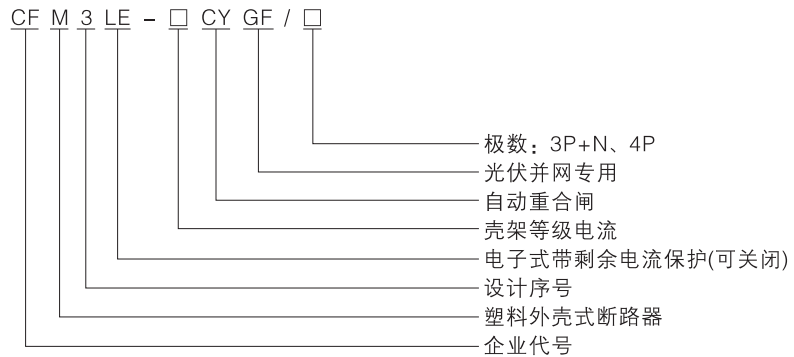 CF M 3 LE - □ CY GF / □
极数：3P+N、4P
光伏并网专用
自动重合闸
壳架等级电流
电子式带剩余电流保护(可关闭)
设计序号
塑料外壳式断路器
企业代号